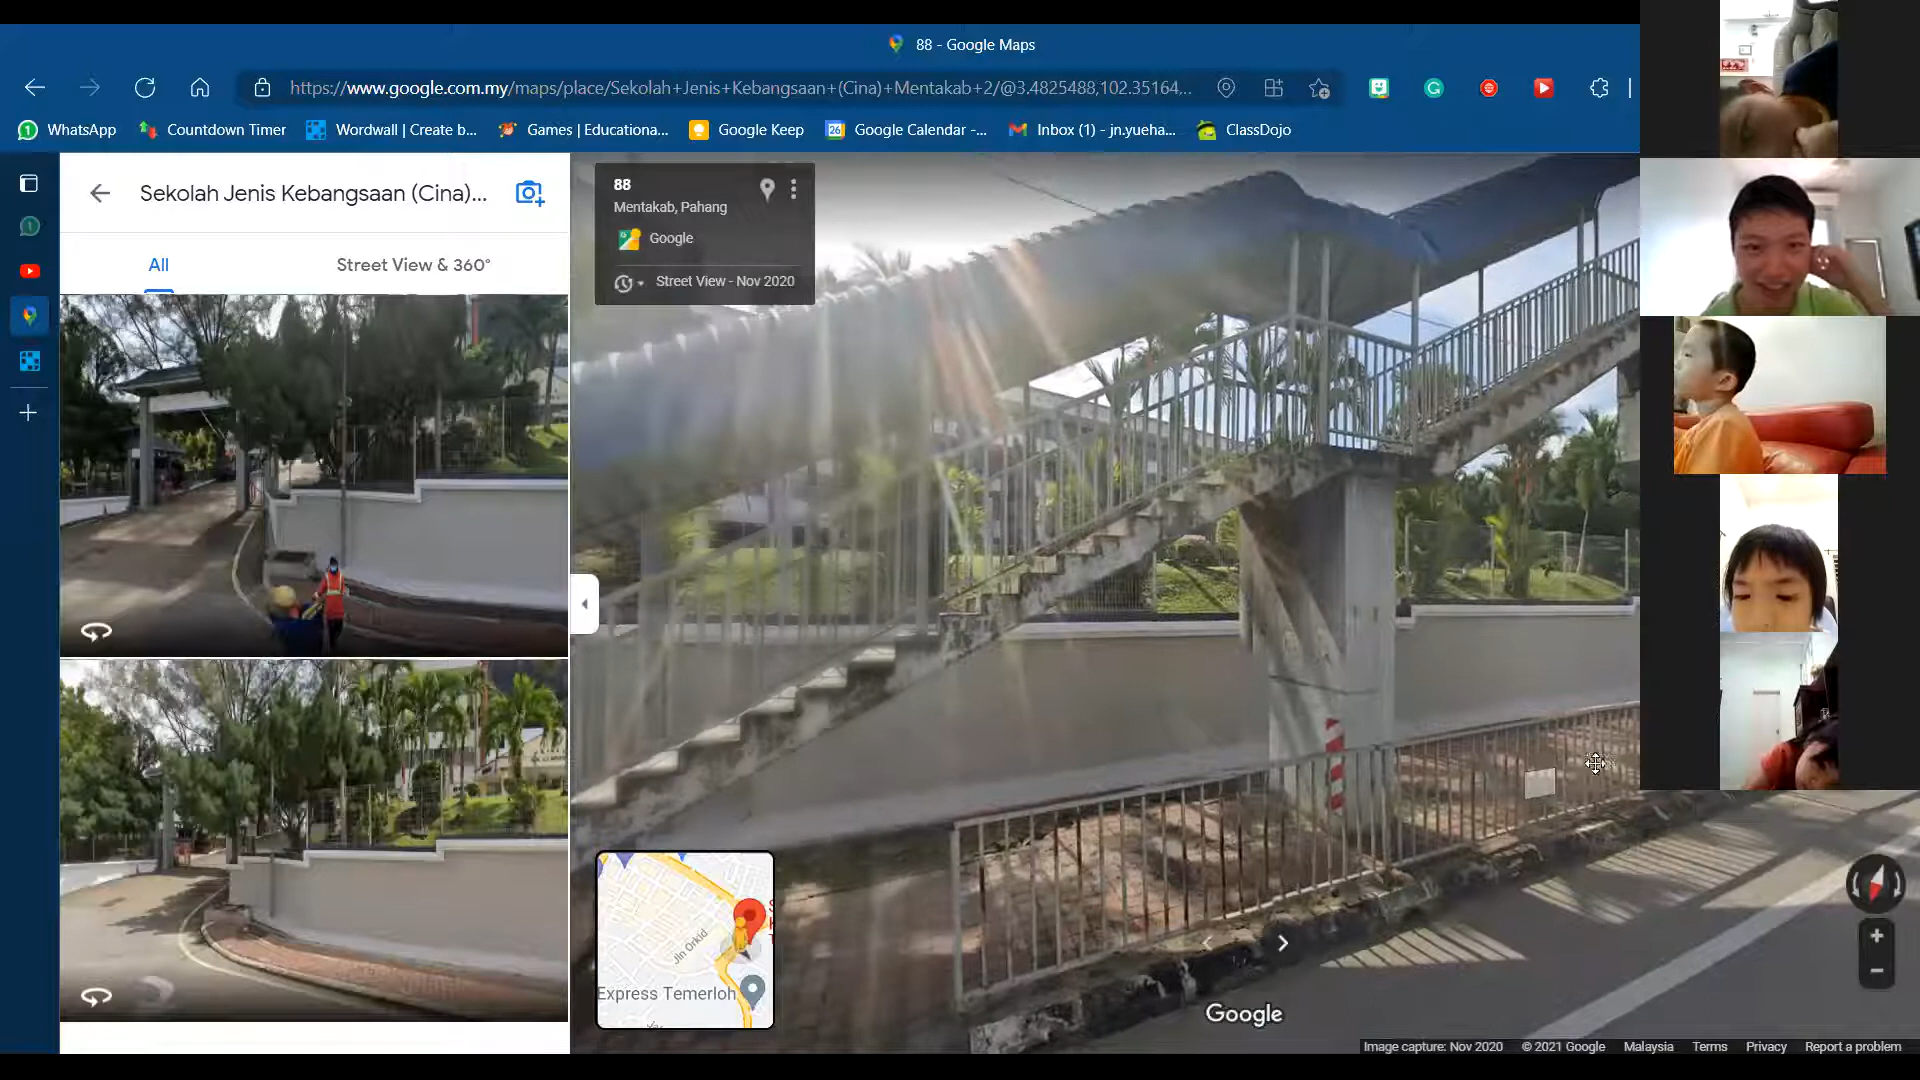 88 - Google Maps
https://www.google.com.my/maps/place/Sekolah+Jenis+Kebangsaan+(Cina)+Mentakab+2/@3.4825488,102.35164...
WhatsApp
Countdown Timer
Wordwall | Create b...
Games | Educationa...
Google Keep
26
Google Calendar -...
Inbox (1) - jn.yueha...
ClassDojo
Sekolah Jenis Kebangsaan (Cina)...
All
Street View & 360°
88
Mentakab, Pahang
Google
Street View - Nov 2020
Jln Orkid
Express Temerloh
Google
Image capture: Nov 2020
© 2021 Google
Malaysia
Terms
Privacy
Report a problem